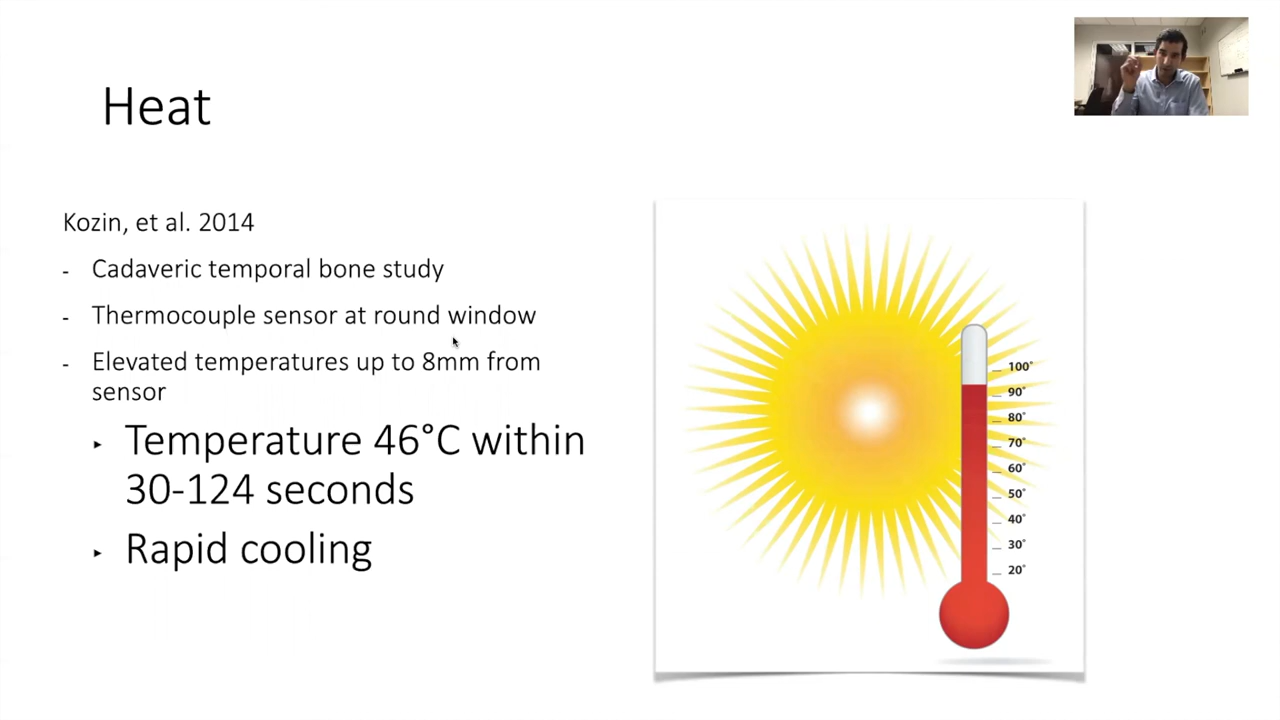 Heat
Kozin, et al. 2014
- Cadaveric temporal bone study
- Thermocouple sensor at round window
- Elevated temperatures up to 8mm from
sensor
‣ Temperature 46°C within
30-124 seconds
‣ Rapid cooling
100°
90°
80°
70°
60°
50°
40°
30°
20°